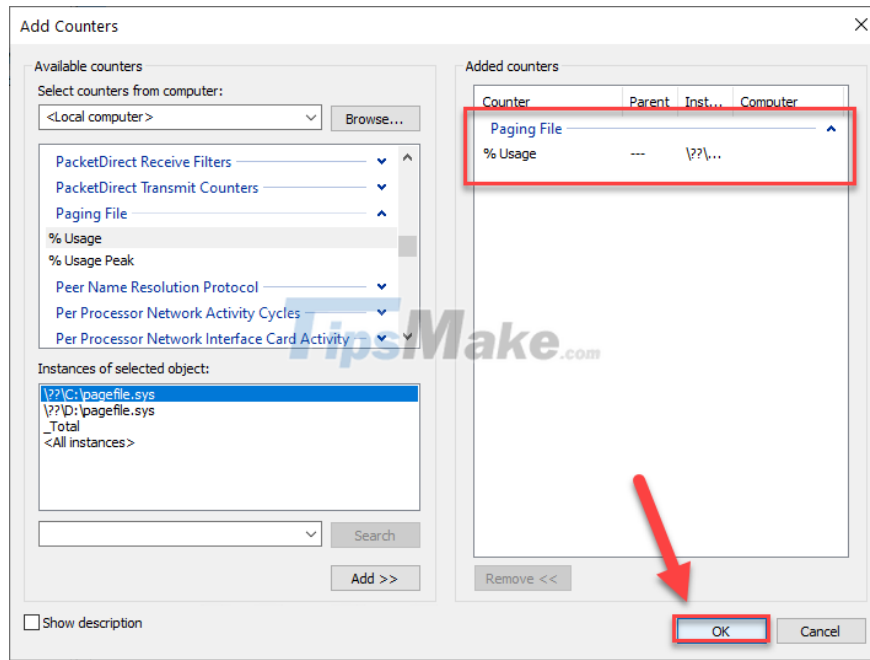 Add Counters
Available counters
Select counters from computer:
<Local computer>
Browse...
PacketDirect Receive Filters
PacketDirect Transmit Counters
Paging File
% Usage
% Usage Peak
Peer Name Resolution Protocol
Per Processor Network Activity Cycles
Per Processor Network Interface Card Activity
Instances of selected object:
\??\C:\pagefile.sys
\??\D:\pagefile.sys
_Total
<All instances>
Search
Add >>
Show description
Added counters
Counter Parent Inst... Computer
Paging File
% Usage --- \??\...
Remove <<
OK
Cancel
TipsMake.com